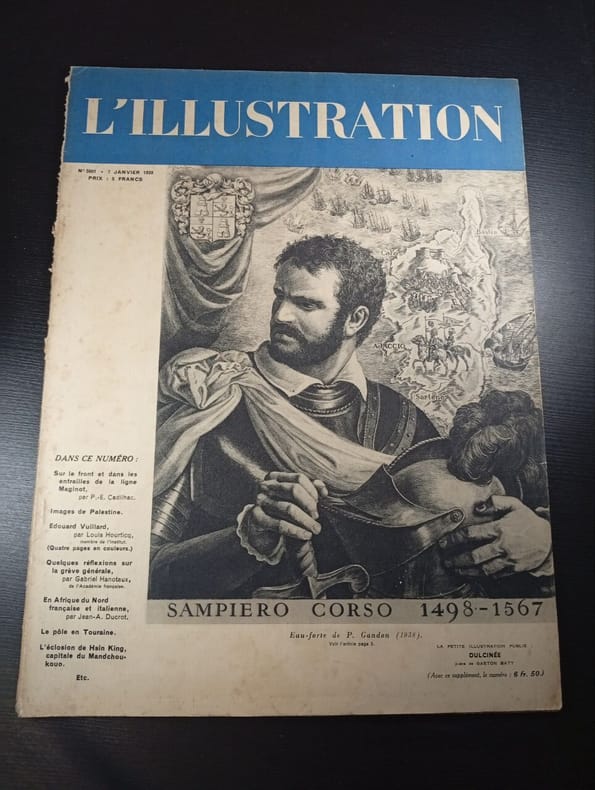 L'ILLUSTRATION
N° 5001 • 7 JANVIER 1939
PRIX : 5 FRANCS
Bastia
AJACCIO
Sartène
DANS CE NUMÉRO :
Sur le front et dans les
entrailles de la ligne
Maginot,
par P.-E. Cadilhac.
Images de Palestine.
Edouard Vuillard,
par Louis Hourticq,
membre de l'Institut.
(Quatre pages en couleurs.)
Quelques réflexions sur
la grève générale,
par Gabriel Hanotaux,
de l'Académie française.
En Afrique du Nord
française et italienne,
par Jean-A. Ducrot.
Le pôle en Touraine.
L'éclosion de Hsin King,
capitale du Mandchou-
kouo.
Etc.
SAMPIERO CORSO 1498-1567
Eau-forte de P. Gandon (1938).
Voir l'article page 5.
LA PETITE ILLUSTRATION PUBLIE :
DULCINÉE
pièce de GASTON BATY
(Avec ce supplément, le numéro : 6 fr. 50.)